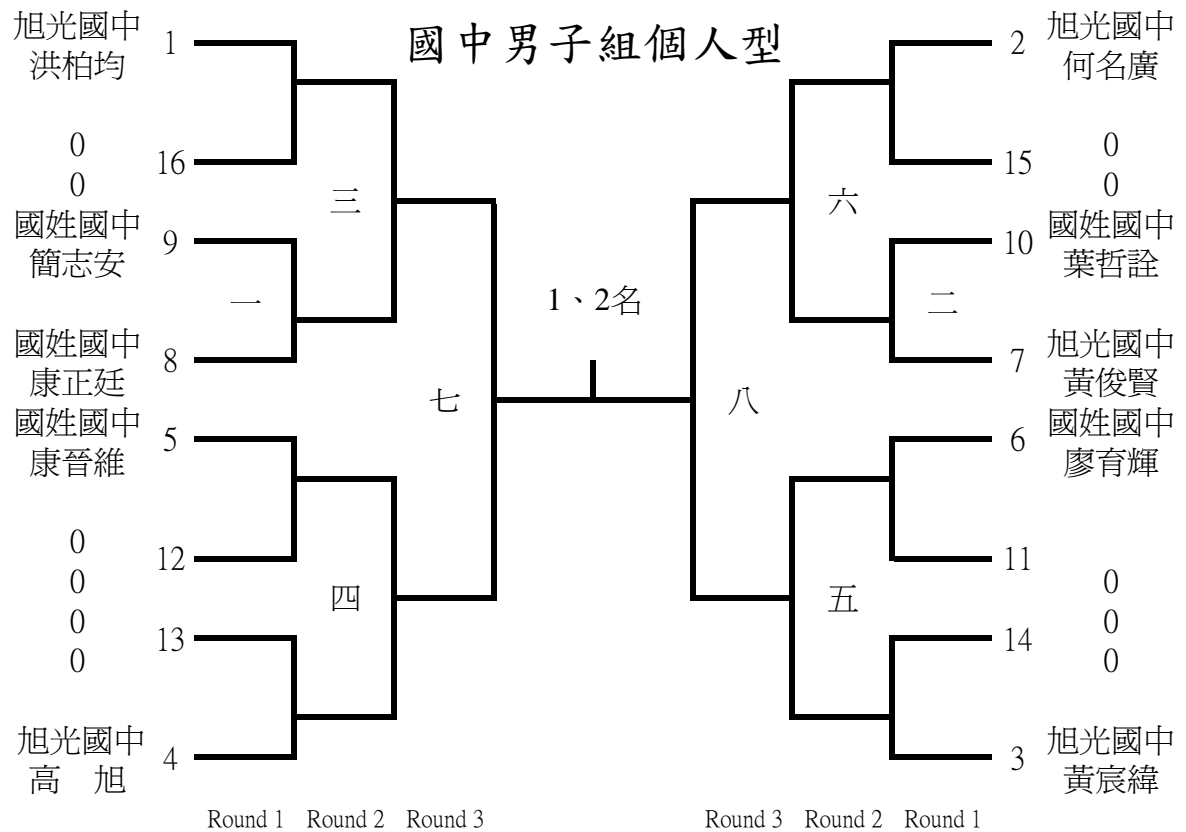 國中男子組個人型
旭光國中
洪柏均
1
0
0
16
國姓國中
簡志安
9
一
國姓國中
康正廷
8
三
國姓國中
康晉維
5
0
0
12
0
0
13
四
旭光國中
高　旭
4
七
1、2名
旭光國中
何名廣
2
0
0
15
六
國姓國中
葉哲詮
10
二
旭光國中
黃俊賢
7
八
國姓國中
廖育輝
6
11
0
0
0
14
五
旭光國中
黃宸緯
3
Round 1 Round 2 Round 3
Round 3 Round 2 Round 1